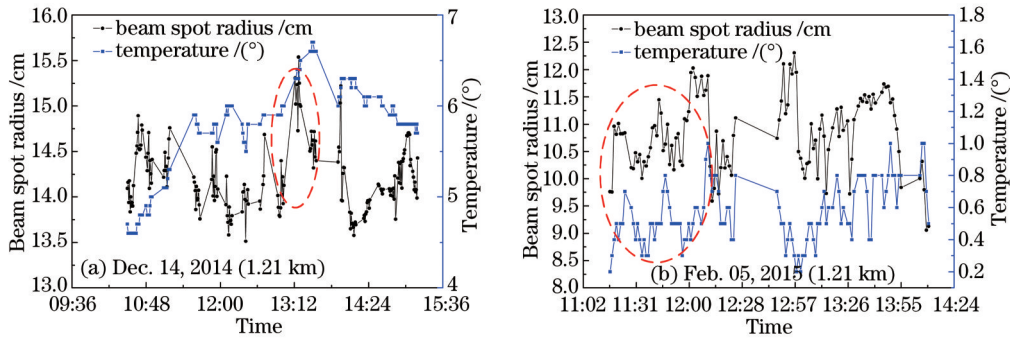 16.0
15.5
15.0
14.5
14.0
13.5
13.0
Beam spot radius /cm
beam spot radius /cm
temperature /(°)
(a) Dec. 14, 2014 (1.21 km)
7
6
5
4
Temperature /(°)
09:36 10:48 12:00 13:12 14:24 15:36
Time
13.0
12.5
12.0
11.5
11.0
10.5
10.0
9.5
9.0
8.5
8.0
Beam spot radius /cm
beam spot radius /cm
temperature /(°)
(b) Feb. 05, 2015 (1.21 km)
1.8
1.6
1.4
1.2
1.0
0.8
0.6
0.4
0.2
Temperature /(°)
11:02 11:31 12:00 12:28 12:57 13:26 13:55 14:24
Time